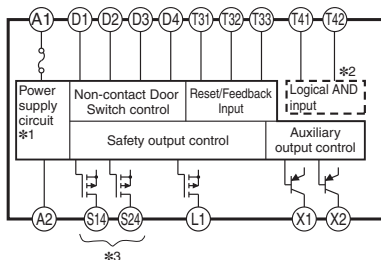 A1 D1 D2 D3 D4 T31 T32 T33 T41 T42
*2
Power supply circuit *1
Non-contact Door Switch control
Reset/Feedback Input
Logical AND input
Safety output control
Auxiliary output control
A2 S14 S24 L1 X1 X2
*3